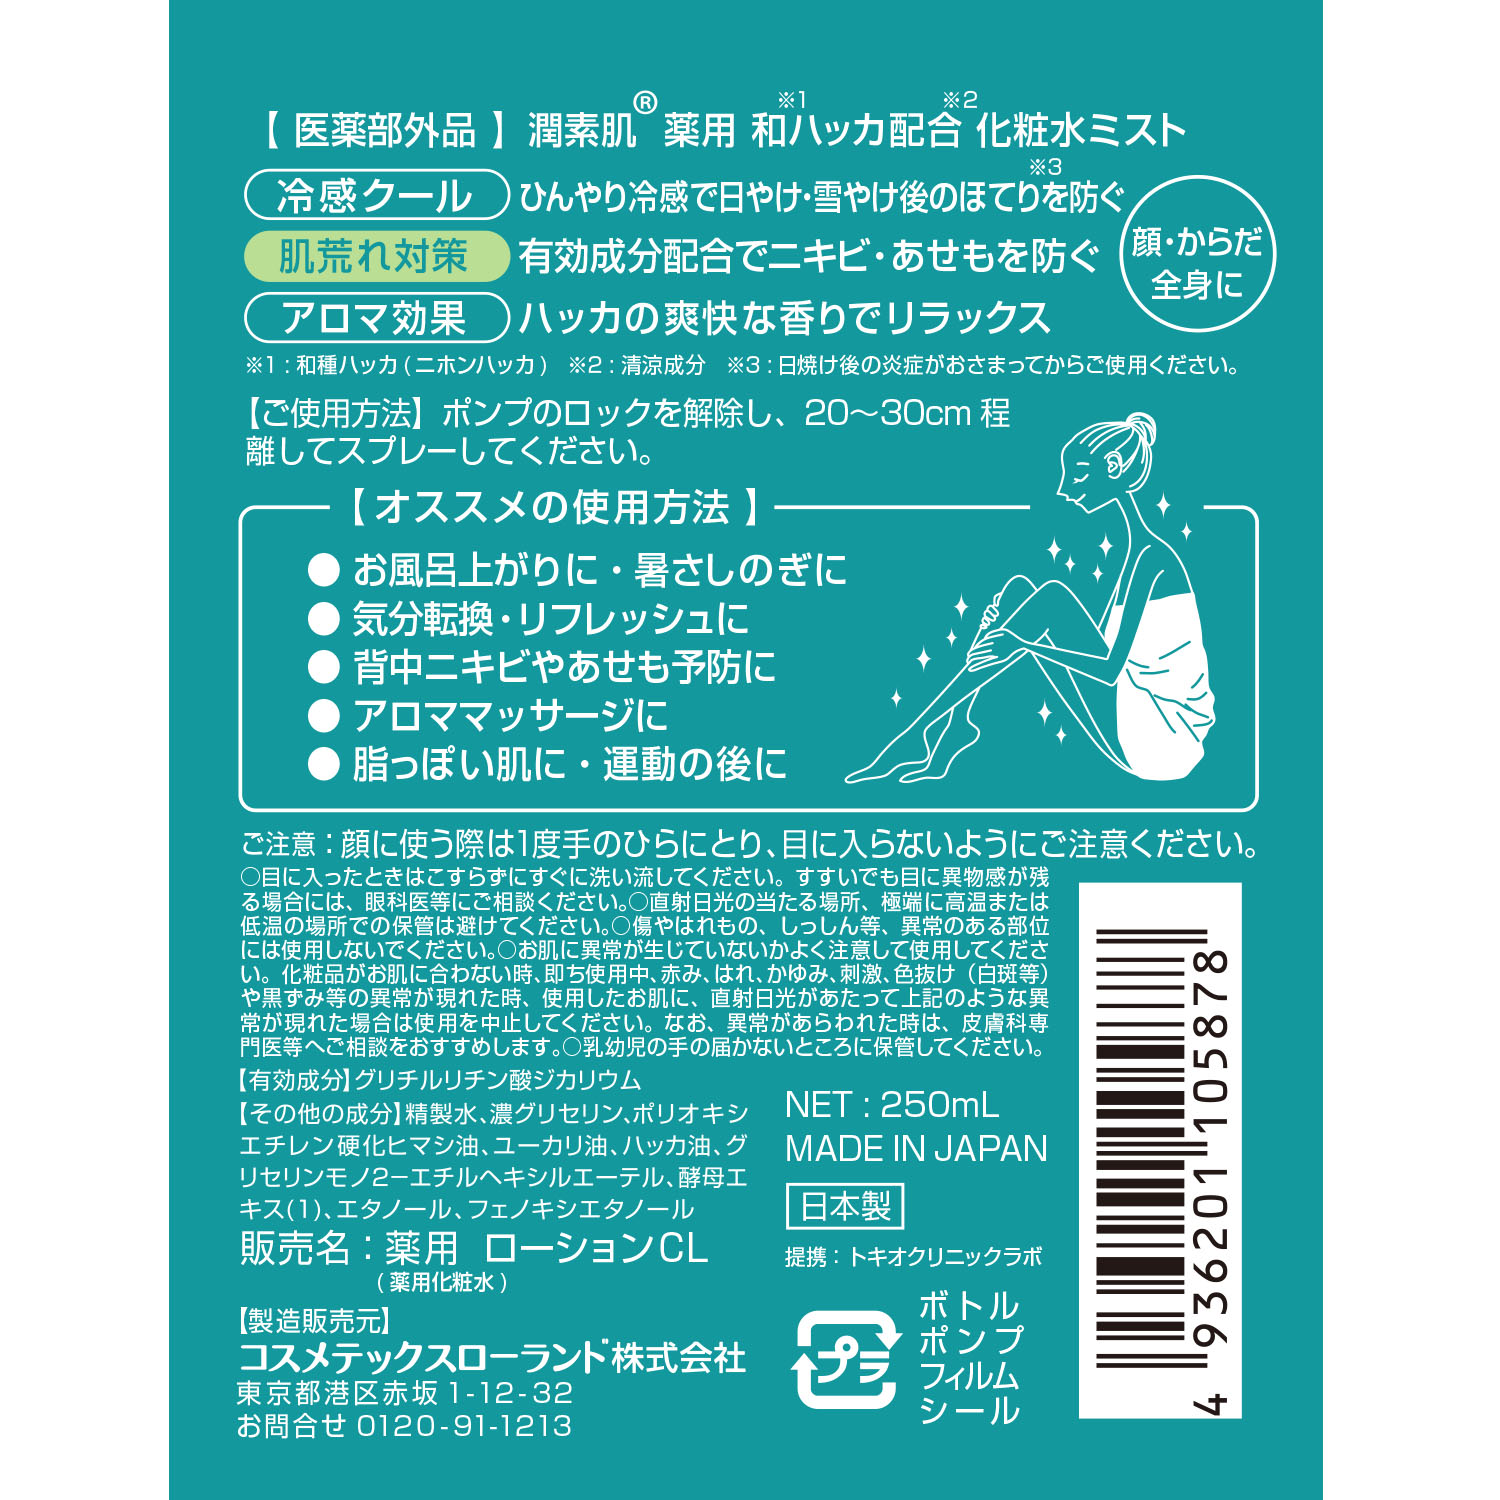 【 医薬部外品 】 潤素肌® 薬用 和ハッカ※1配合※2 化粧水ミスト
冷感クール ひんやり冷感で日やけ・雪やけ後のほてり※3を防ぐ
肌荒れ対策 有効成分配合でニキビ・あせもを防ぐ
アロマ効果 ハッカの爽快な香りでリラックス
顔・からだ
全身に
※1 : 和種ハッカ ( ニホンハッカ ) ※2 : 清涼成分 ※3 : 日焼け後の炎症がおさまってからご使用ください。
【ご使用方法】ポンプのロックを解除し、20〜30cm 程
離してスプレーしてください。
【 オススメの使用方法 】
● お風呂上がりに・暑さしのぎに
● 気分転換・リフレッシュに
● 背中ニキビやあせも予防に
● アロママッサージに
● 脂っぽい肌に・運動の後に
ご注意：顔に使う際は1度手のひらにとり、目に入らないようにご注意ください。
○目に入ったときはこすらずにすぐに洗い流してください。すすいでも目に異物感が残
る場合には、眼科医等にご相談ください。○直射日光の当たる場所、極端に高温または
低温の場所での保管は避けてください。○傷やはれもの、しっしん等、異常のある部位
には使用しないでください。○お肌に異常が生じていないかよく注意して使用してくださ
い。化粧品がお肌に合わない時、即ち使用中、赤み、はれ、かゆみ、刺激、色抜け（白斑等）
や黒ずみ等の異常が現れた時、使用したお肌に、直射日光があたって上記のような異
常が現れた場合は使用を中止してください。なお、異常があらわれた時は、皮膚科専
門医等へご相談をおすすめします。○乳幼児の手の届かないところに保管してください。
【有効成分】グリチルリチン酸ジカリウム
【その他の成分】精製水、濃グリセリン、ポリオキシ
エチレン硬化ヒマシ油、ユーカリ油、ハッカ油、グ
リセリンモノ2−エチルヘキシルエーテル、酵母エ
キス(1)、エタノール、フェノキシエタノール
販売名：薬用 ローションCL
( 薬用化粧水 )
【製造販売元】
コスメテックスローランド株式会社
東京都港区赤坂 1-12-32
お問合せ 0120-91-1213
NET : 250mL
MADE IN JAPAN
日本製
提携： トキオクリニックラボ
プラ
ボトル
ポンプ
フィルム
シール
4 936201 105878